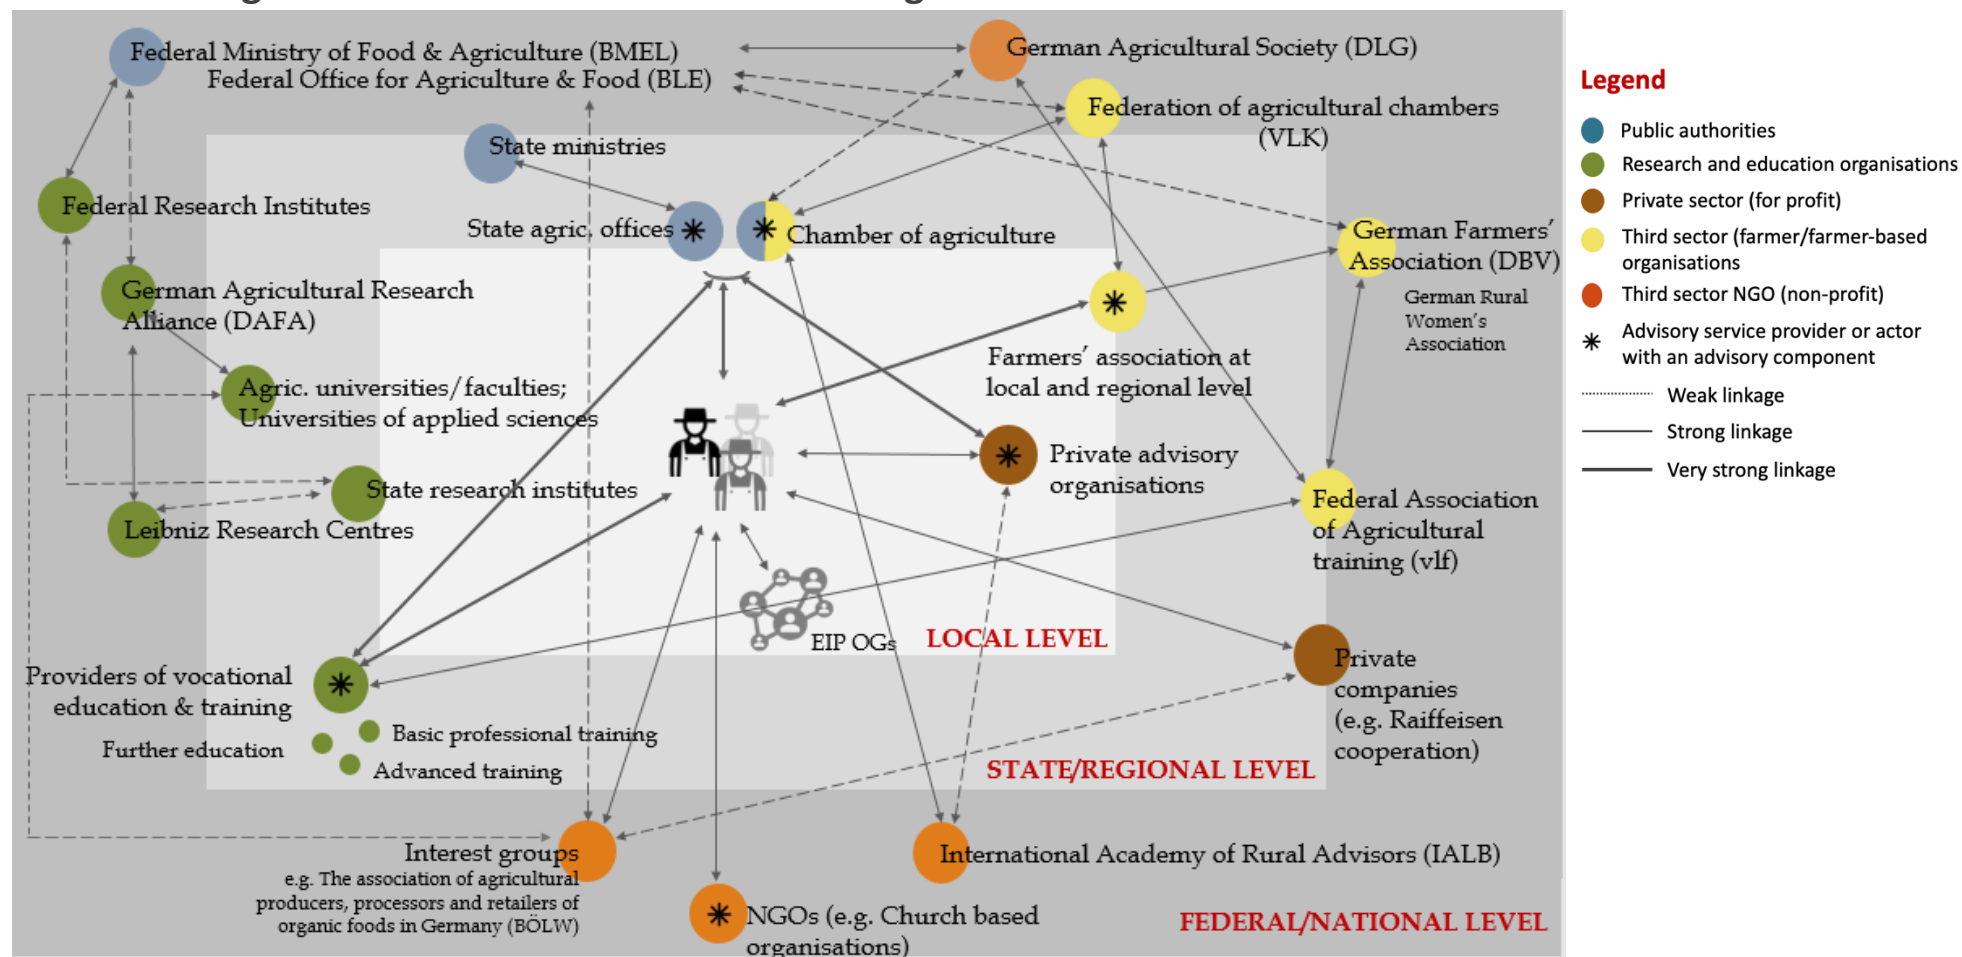 Federal Ministry of Food & Agriculture (BMEL)
Federal Office for Agriculture & Food (BLE)
German Agricultural Society (DLG)
Federation of agricultural chambers
(VLK)
State ministries
Federal Research Institutes
State agric. offices
Chamber of agriculture
German Farmers’
Association (DBV)
German Rural
Women’s
Association
German Agricultural Research
Alliance (DAFA)
Farmers’ association at
local and regional level
Agric. universities/faculties;
Universities of applied sciences
Private advisory
organisations
State research institutes
Leibniz Research Centres
Federal Association
of Agricultural
training (vlf)
EIP OGs
LOCAL LEVEL
Providers of vocational
education & training
Further education
Basic professional training
Advanced training
Private
companies
(e.g. Raiffeisen
cooperation)
STATE/REGIONAL LEVEL
Interest groups
e.g. The association of agricultural
producers, processors and retailers of
organic foods in Germany (BÖLW)
International Academy of Rural Advisors (IALB)
NGOs (e.g. Church based
organisations)
FEDERAL/NATIONAL LEVEL
Legend
Public authorities
Research and education organisations
Private sector (for profit)
Third sector (farmer/farmer-based
organisations
Third sector NGO (non-profit)
Advisory service provider or actor
with an advisory component
Weak linkage
Strong linkage
Very strong linkage